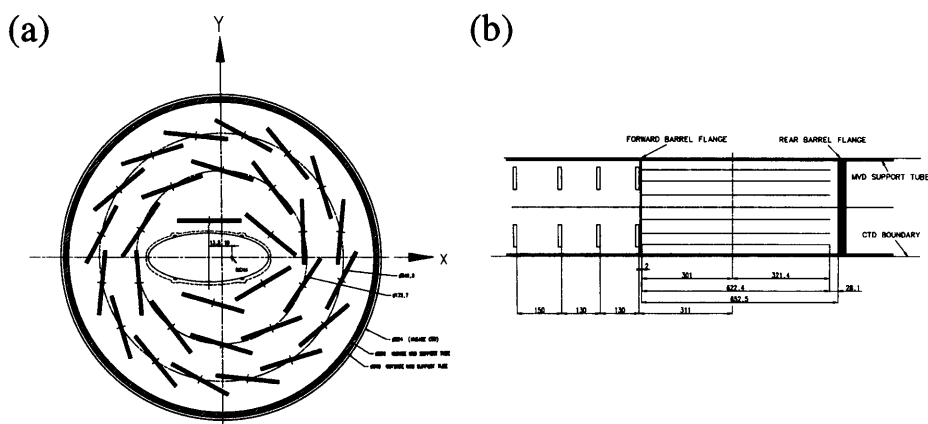 (a)
Y
X
(b)
FORWARD BARREL FLANGE
REAR BARREL FLANGE
MVD SUPPORT TUBE
CTD BOUNDARY
2
301
321.4
622.4
28.1
652.5
150
130
130
311